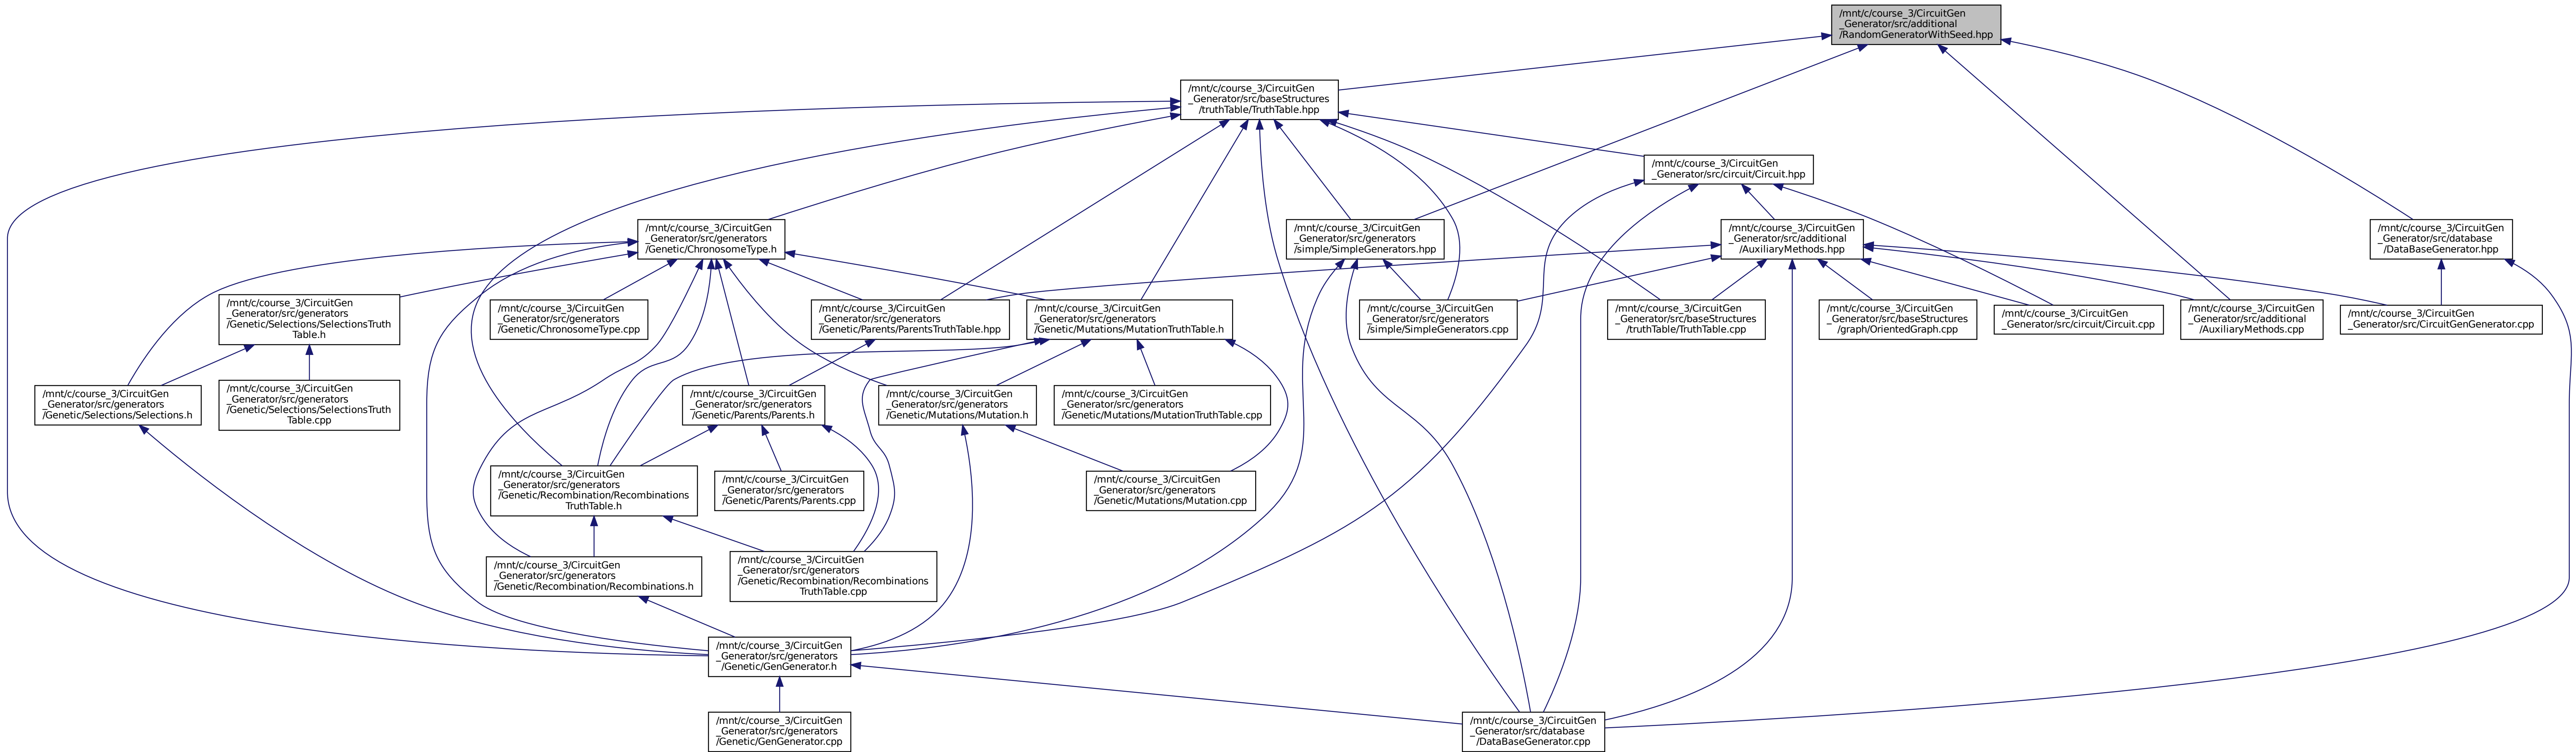 /mnt/c/course_3/CircuitGen
_Generator/src/additional
/RandomGeneratorWithSeed.hpp
/mnt/c/course_3/CircuitGen
_Generator/src/baseStructures
/truthTable/TruthTable.hpp
/mnt/c/course_3/CircuitGen
_Generator/src/circuit/Circuit.hpp
/mnt/c/course_3/CircuitGen
_Generator/src/generators
/Genetic/ChronosomeType.h
/mnt/c/course_3/CircuitGen
_Generator/src/generators
/simple/SimpleGenerators.hpp
/mnt/c/course_3/CircuitGen
_Generator/src/additional
/AuxiliaryMethods.hpp
/mnt/c/course_3/CircuitGen
_Generator/src/database
/DataBaseGenerator.hpp
/mnt/c/course_3/CircuitGen
_Generator/src/generators
/Genetic/Selections/SelectionsTruth
Table.h
/mnt/c/course_3/CircuitGen
_Generator/src/generators
/Genetic/ChronosomeType.cpp
/mnt/c/course_3/CircuitGen
_Generator/src/generators
/Genetic/Parents/ParentsTruthTable.hpp
/mnt/c/course_3/CircuitGen
_Generator/src/generators
/Genetic/Mutations/MutationTruthTable.h
/mnt/c/course_3/CircuitGen
_Generator/src/generators
/simple/SimpleGenerators.cpp
/mnt/c/course_3/CircuitGen
_Generator/src/baseStructures
/truthTable/TruthTable.cpp
/mnt/c/course_3/CircuitGen
_Generator/src/baseStructures
/graph/OrientedGraph.cpp
/mnt/c/course_3/CircuitGen
_Generator/src/circuit/Circuit.cpp
/mnt/c/course_3/CircuitGen
_Generator/src/additional
/AuxiliaryMethods.cpp
/mnt/c/course_3/CircuitGen
_Generator/src/CircuitGenGenerator.cpp
/mnt/c/course_3/CircuitGen
_Generator/src/generators
/Genetic/Selections/Selections.h
/mnt/c/course_3/CircuitGen
_Generator/src/generators
/Genetic/Selections/SelectionsTruth
Table.cpp
/mnt/c/course_3/CircuitGen
_Generator/src/generators
/Genetic/Parents/Parents.h
/mnt/c/course_3/CircuitGen
_Generator/src/generators
/Genetic/Mutations/Mutation.h
/mnt/c/course_3/CircuitGen
_Generator/src/generators
/Genetic/Mutations/MutationTruthTable.cpp
/mnt/c/course_3/CircuitGen
_Generator/src/generators
/Genetic/Recombination/Recombinations
TruthTable.h
/mnt/c/course_3/CircuitGen
_Generator/src/generators
/Genetic/Parents/Parents.cpp
/mnt/c/course_3/CircuitGen
_Generator/src/generators
/Genetic/Mutations/Mutation.cpp
/mnt/c/course_3/CircuitGen
_Generator/src/generators
/Genetic/Recombination/Recombinations.h
/mnt/c/course_3/CircuitGen
_Generator/src/generators
/Genetic/Recombination/Recombinations
TruthTable.cpp
/mnt/c/course_3/CircuitGen
_Generator/src/generators
/Genetic/GenGenerator.h
/mnt/c/course_3/CircuitGen
_Generator/src/generators
/Genetic/GenGenerator.cpp
/mnt/c/course_3/CircuitGen
_Generator/src/database
/DataBaseGenerator.cpp